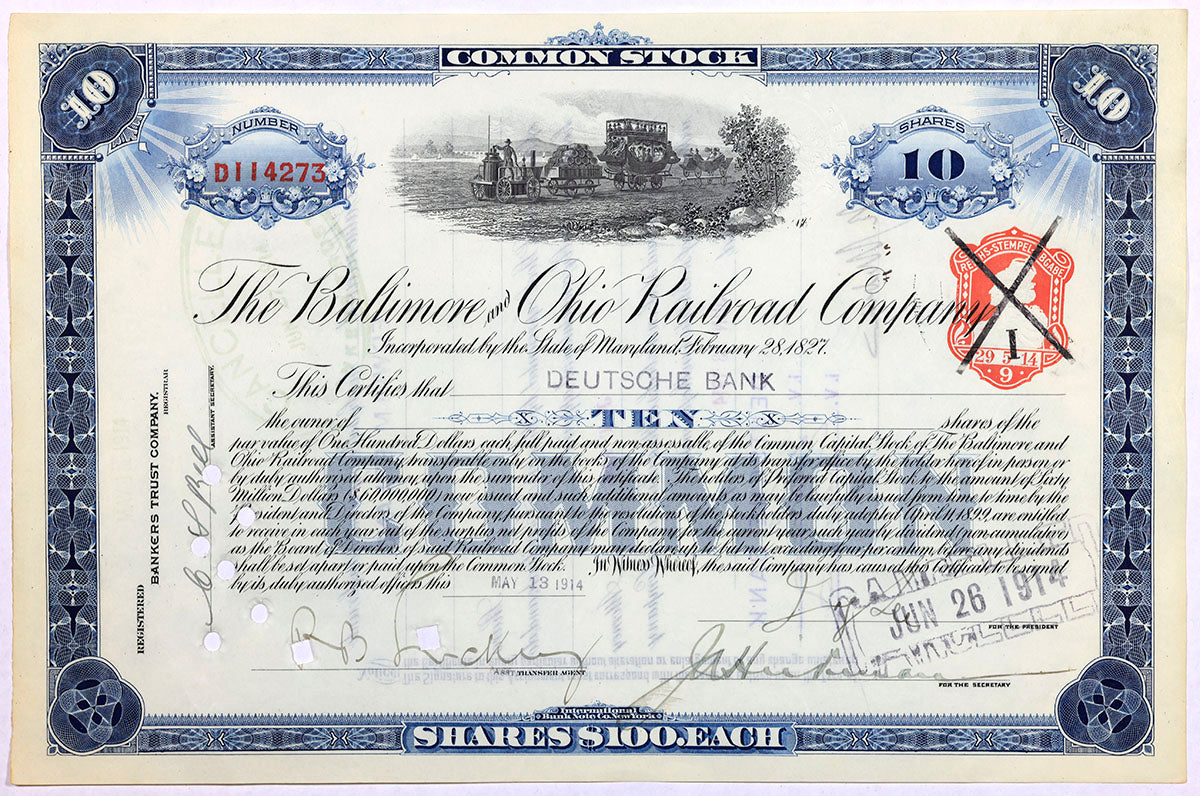 COMMON STOCK
10
10
NUMBER
D114273
SHARES
10
REICHS-STEMPELABGABE
1
29 5 14
9
The Baltimore and Ohio Railroad Company
Incorporated by the State of Maryland, February 28, 1827.
This Certifies that DEUTSCHE BANK
the owner of X TEN X shares of the
par value of One Hundred Dollars each, full paid and non-assessable, of the Common Capital Stock of The Baltimore and
Ohio Railroad Company, transferable only on the books of the Company at its transfer office by the holder hereof in person, or
by duly authorized attorney, upon the surrender of this certificate. The holders of Preferred Capital Stock to the amount of Sixty
Million Dollars ($60,000,000) now issued and such additional amounts as may be lawfully issued from time to time by the
President and Directors of the Company, pursuant to the resolution of the stockholders duly adopted April 11, 1899, are entitled
to receive in each year out of surplus net profits of the Company for the current year, such yearly dividend (non-cumulative)
as the Board of Directors of said Railroad Company may declare up to, but not exceeding four per centum, before any dividends
shall be set apart or paid upon the Common Stock. In Witness Whereof, the said Company has caused this Certificate to be signed
by its duly authorized officers this MAY 13 1914
COMMON
REGISTERED
BANKERS TRUST COMPANY.
REGISTRAR
ASSISTANT SECRETARY.
JUN 26 1914
FOR THE PRESIDENT
R B
ASST TRANSFER AGENT
FOR THE SECRETARY
International
Bank Note Co. New York
SHARES $100. EACH